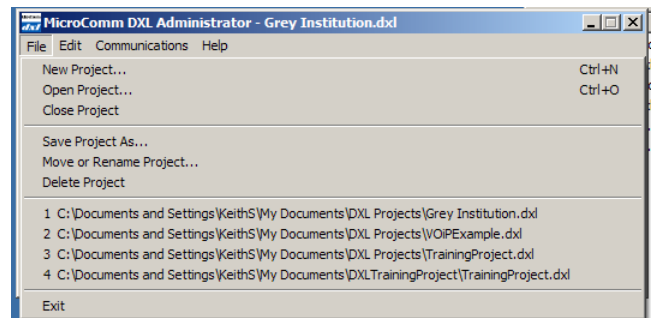 MicroComm DXL Administrator - Grey Institution.dxl
File Edit Communications Help
New Project... Ctrl+N
Open Project... Ctrl+O
Close Project
Save Project As...
Move or Rename Project...
Delete Project
1 C:\Documents and Settings\KeithS\My Documents\DXL Projects\Grey Institution.dxl
2 C:\Documents and Settings\KeithS\My Documents\DXL Projects\VOiPExample.dxl
3 C:\Documents and Settings\KeithS\My Documents\DXL Projects\TrainingProject.dxl
4 C:\Documents and Settings\KeithS\My Documents\DXLTrainingProject\TrainingProject.dxl
Exit